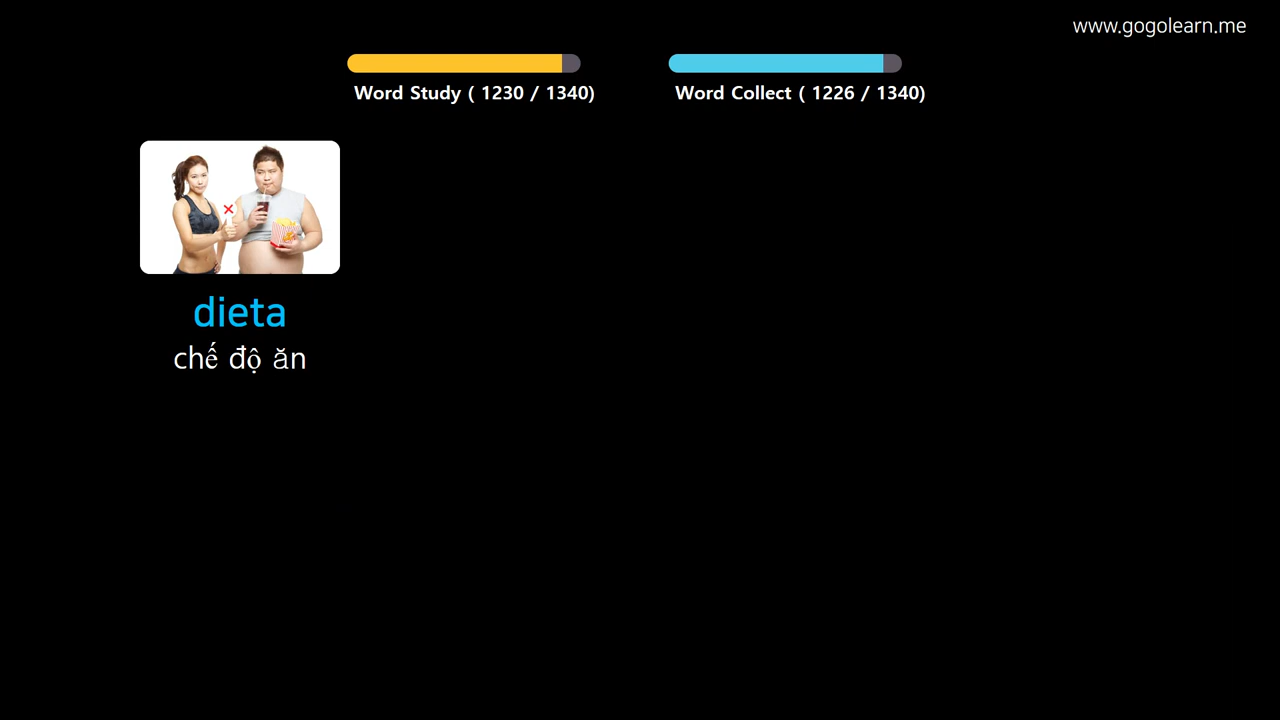 www.gogolearn.me
Word Study ( 1230 / 1340)
Word Collect ( 1226 / 1340)
dieta
chế độ ăn